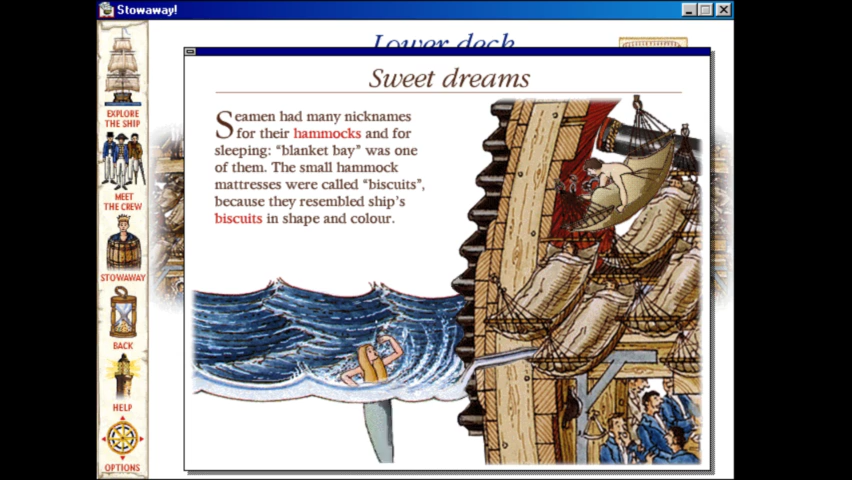 Stowaway!
Lower deck
EXPLORE
THE SHIP
MEET
THE CREW
STOWAWAY
BACK
HELP
OPTIONS
Sweet dreams
Seamen had many nicknames
for their hammocks and for
sleeping: “blanket bay” was one
of them. The small hammock
mattresses were called “biscuits”,
because they resembled ship’s
biscuits in shape and colour.